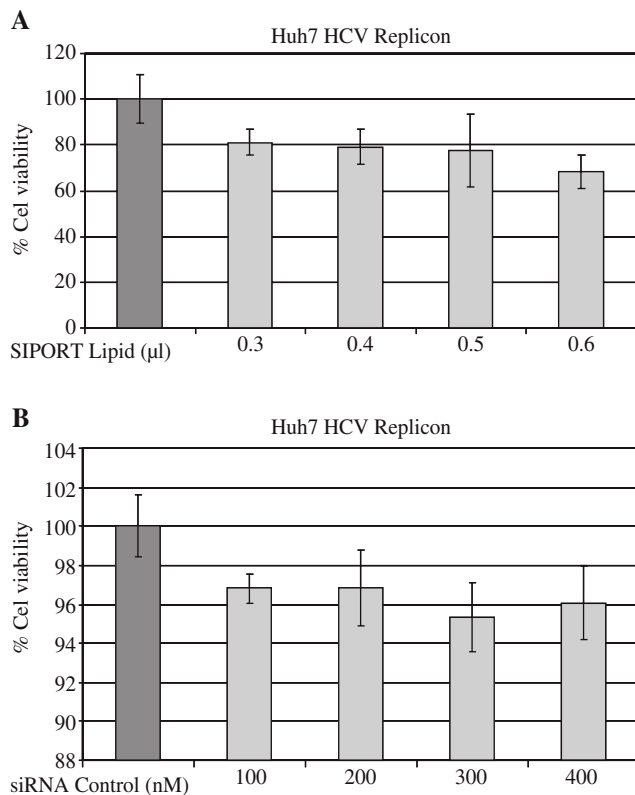 A
Huh7 HCV Replicon
120
100
80
60
40
20
0
% Cel viability
SIPORT Lipid (µl) 0.3 0.4 0.5 0.6
B
Huh7 HCV Replicon
104
102
100
98
96
94
92
90
88
% Cel viability
siRNA Control (nM) 100 200 300 400